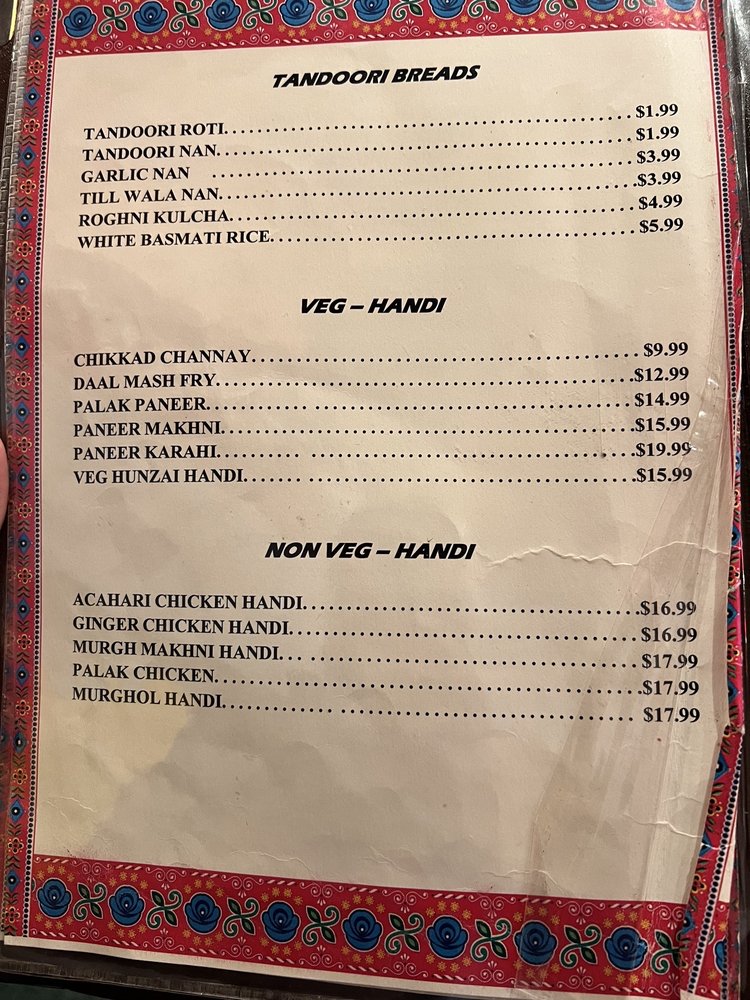 TANDOORI BREADS
TANDOORI ROTI.................................................. $1.99
TANDOORI NAN.................................................. $1.99
GARLIC NAN .................................................. $3.99
TILL WALA NAN..................................................$3.99
ROGHNI KULCHA.................................................. $4.99
WHITE BASMATI RICE............................................. $5.99
VEG – HANDI
CHIKKAD CHANNAY............................................... $9.99
DAAL MASH FRY..................................................$12.99
PALAK PANEER............ ...................................... $14.99
PANEER MAKHNI..................................................$15.99
PANEER KARAHI.......... .......................................$19.99
VEG HUNZAI HANDI....... .......................................$15.99
NON VEG – HANDI
ACAHARI CHICKEN HANDI.........................................$16.99
GINGER CHICKEN HANDI.......................................... $16.99
MURGH MAKHNI HANDI... ........................................ $17.99
PALAK CHICKEN..................................................$17.99
MURGHOL HANDI............. ................................... $17.99